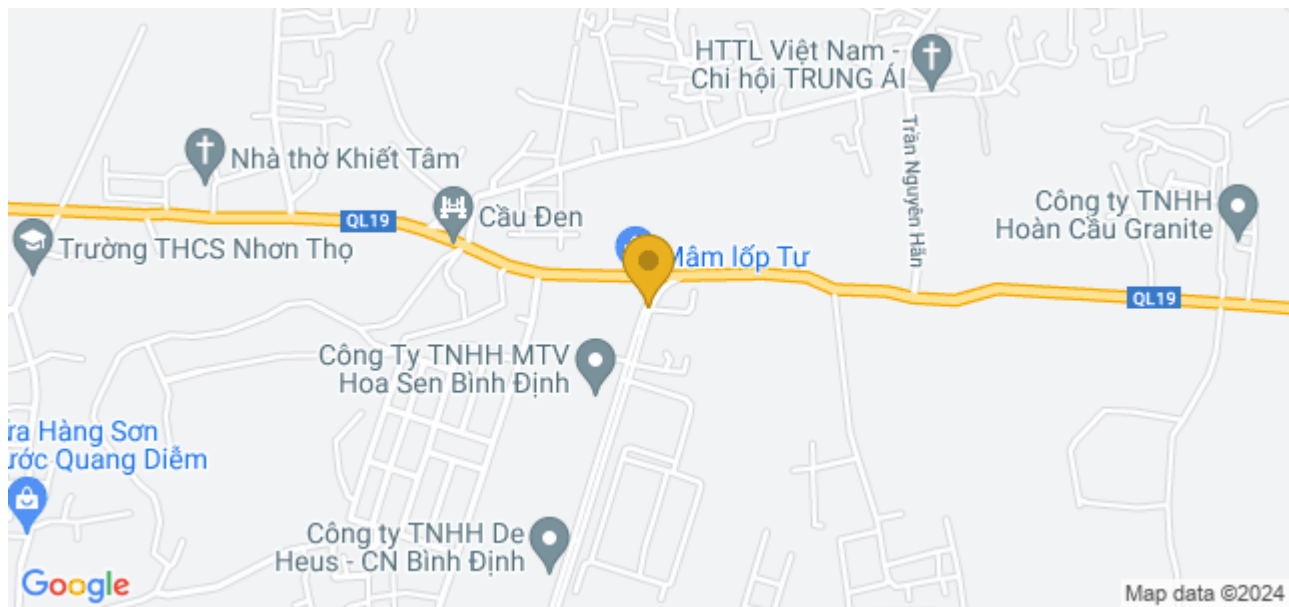 HTTL Việt Nam -
Chi hội TRUNG ÁI
Trần Nguyên Hãn
Nhà thờ Khiết Tâm
Công ty TNHH
Hoàn Cầu Granite
QL19
Cầu Đen
Trường THCS Nhơn Thọ
Mâm lốp Tư
QL19
Công Ty TNHH MTV
Hoa Sen Bình Định
Hàng Sơn
Quang Diễm
Công ty TNHH De
Heus - CN Bình Định
Google
Map data ©2024